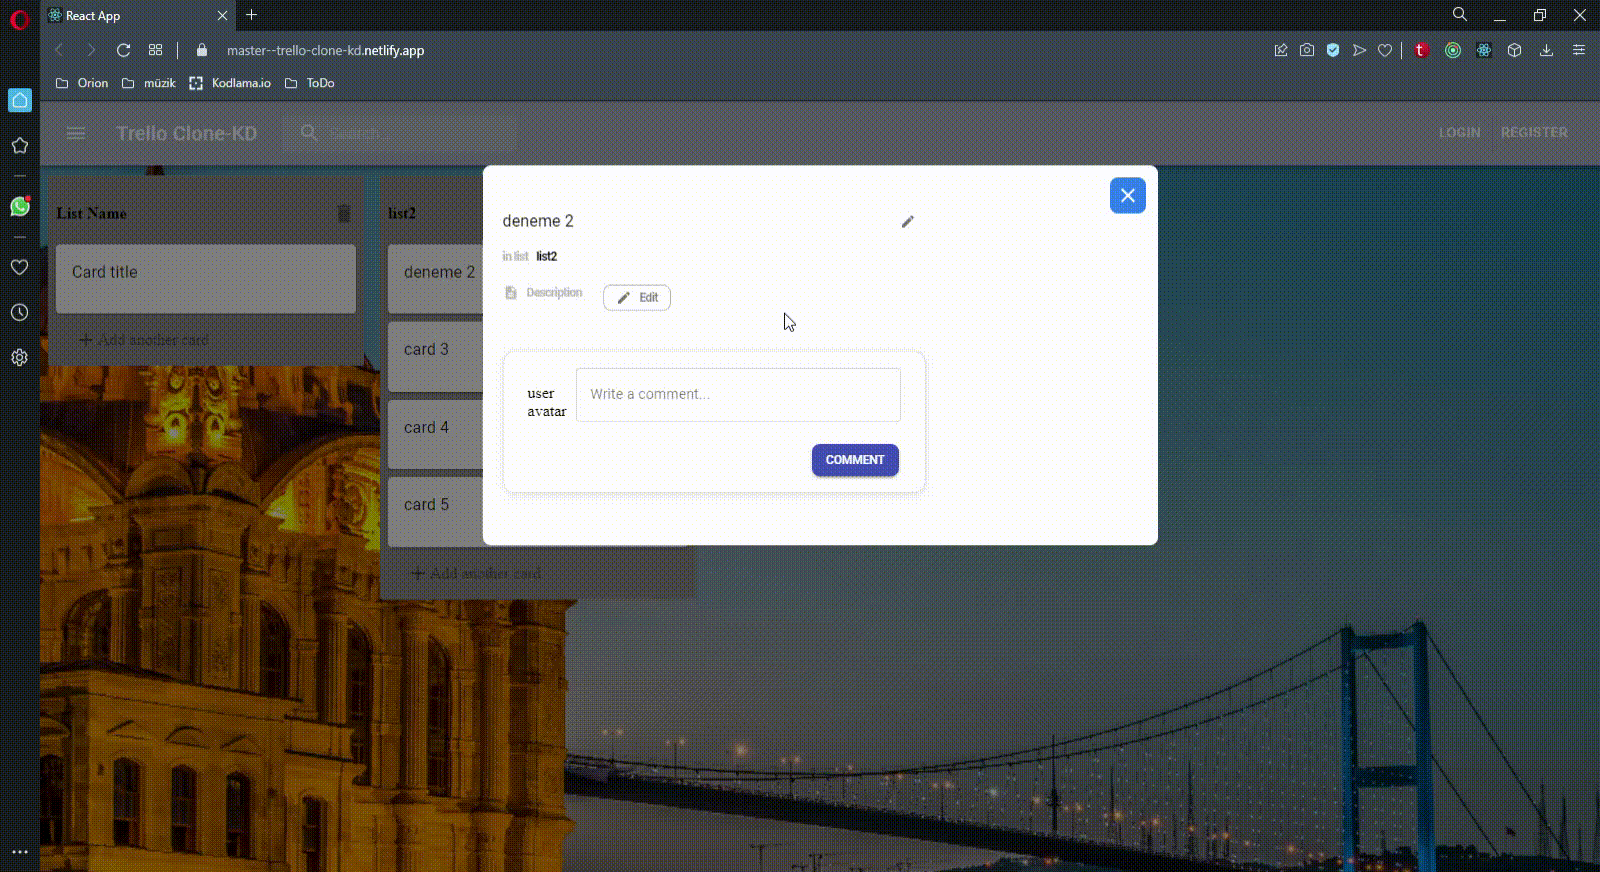 React App
master--trello-clone-kd.netlify.app
Orion
müzik
Kodlama.io
ToDo
Trello Clone-KD
Search...
LOGIN
REGISTER
List Name
Card title
+ Add another card
list2
deneme 2
card 3
card 4
card 5
+ Add another card
deneme 2
in list list2
Description
Edit
user
avatar
Write a comment...
COMMENT